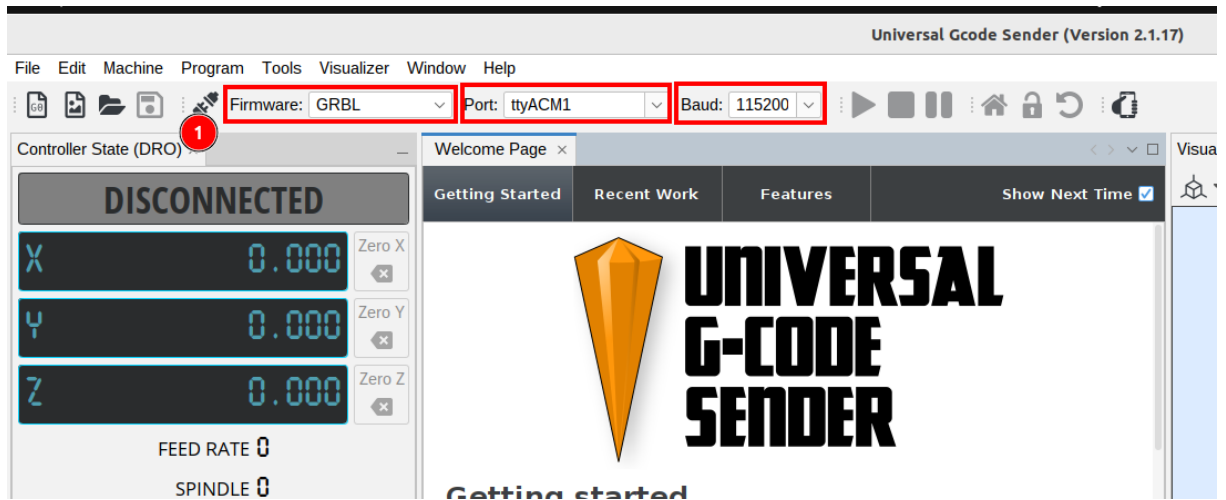 Universal Gcode Sender (Version 2.1.17)
File Edit Machine Program Tools Visualizer Window Help
G0 Firmware: GRBL Port: ttyACM1 Baud: 115200
1
Controller State (DRO) Welcome Page Visua
DISCONNECTED
Getting Started Recent Work Features Show Next Time
X 0.000 Zero X
Y 0.000 Zero Y
Z 0.000 Zero Z
UNIVERSAL
G-CODE
SENDER
FEED RATE 0
SPINDLE 0
Getting started